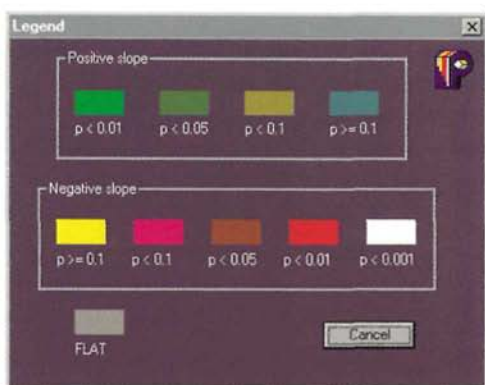 Legend
Positive slope
p < 0.01 p < 0.05 p < 0.1 p >= 0.1
Negative slope
p >= 0.1 p < 0.1 p < 0.05 p < 0.01 p < 0.001
FLAT
Cancel